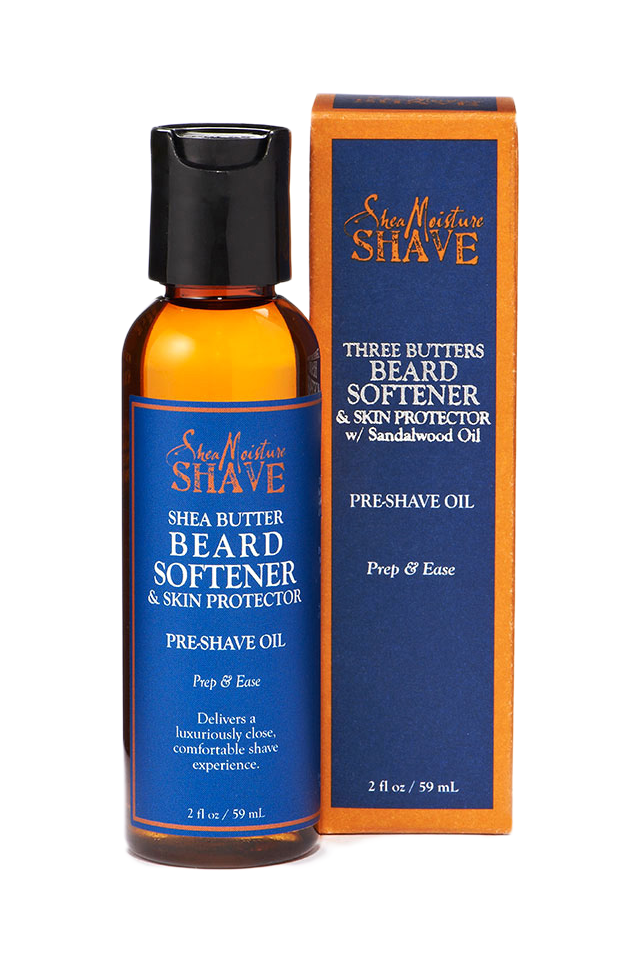 SheaMoisture
SHAVE
SHEA BUTTER
BEARD
SOFTENER
& SKIN PROTECTOR
PRE-SHAVE OIL
Prep & Ease
Delivers a
luxuriously close,
comfortable shave
experience.
2 fl oz / 59 mL
SheaMoisture
SHAVE
THREE BUTTERS
BEARD
SOFTENER
& SKIN PROTECTOR
w/ Sandalwood Oil
PRE-SHAVE OIL
Prep & Ease
2 fl oz / 59 mL